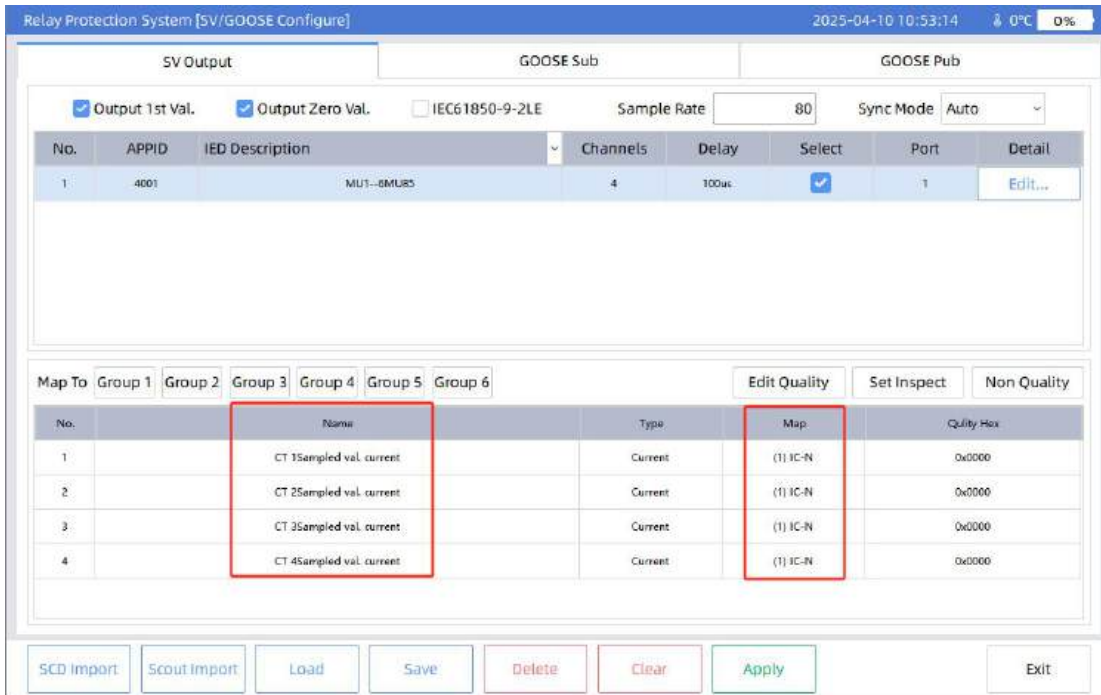 Relay Protection System [SV/GOOSE Configure] 2025-04-10 10:53:14 0°C 0%
SV Output GOOSE Sub GOOSE Pub
Output 1st Val. Output Zero Val. IEC61850-9-2LE Sample Rate 80 Sync Mode Auto
No. APPID IED Description Channels Delay Select Port Detail
1 4001 MU1--6MU85 4 100us 1 Edit...
Map To Group 1 Group 2 Group 3 Group 4 Group 5 Group 6 Edit Quality Set Inspect Non Quality
No. Name Type Map Qulity Hex
1 CT 1Sampled val. current Current (1) IC-N 0x0000
2 CT 2Sampled val. current Current (1) IC-N 0x0000
3 CT 3Sampled val. current Current (1) IC-N 0x0000
4 CT 4Sampled val. current Current (1) IC-N 0x0000
SCD Import Scout Import Load Save Delete Clear Apply Exit